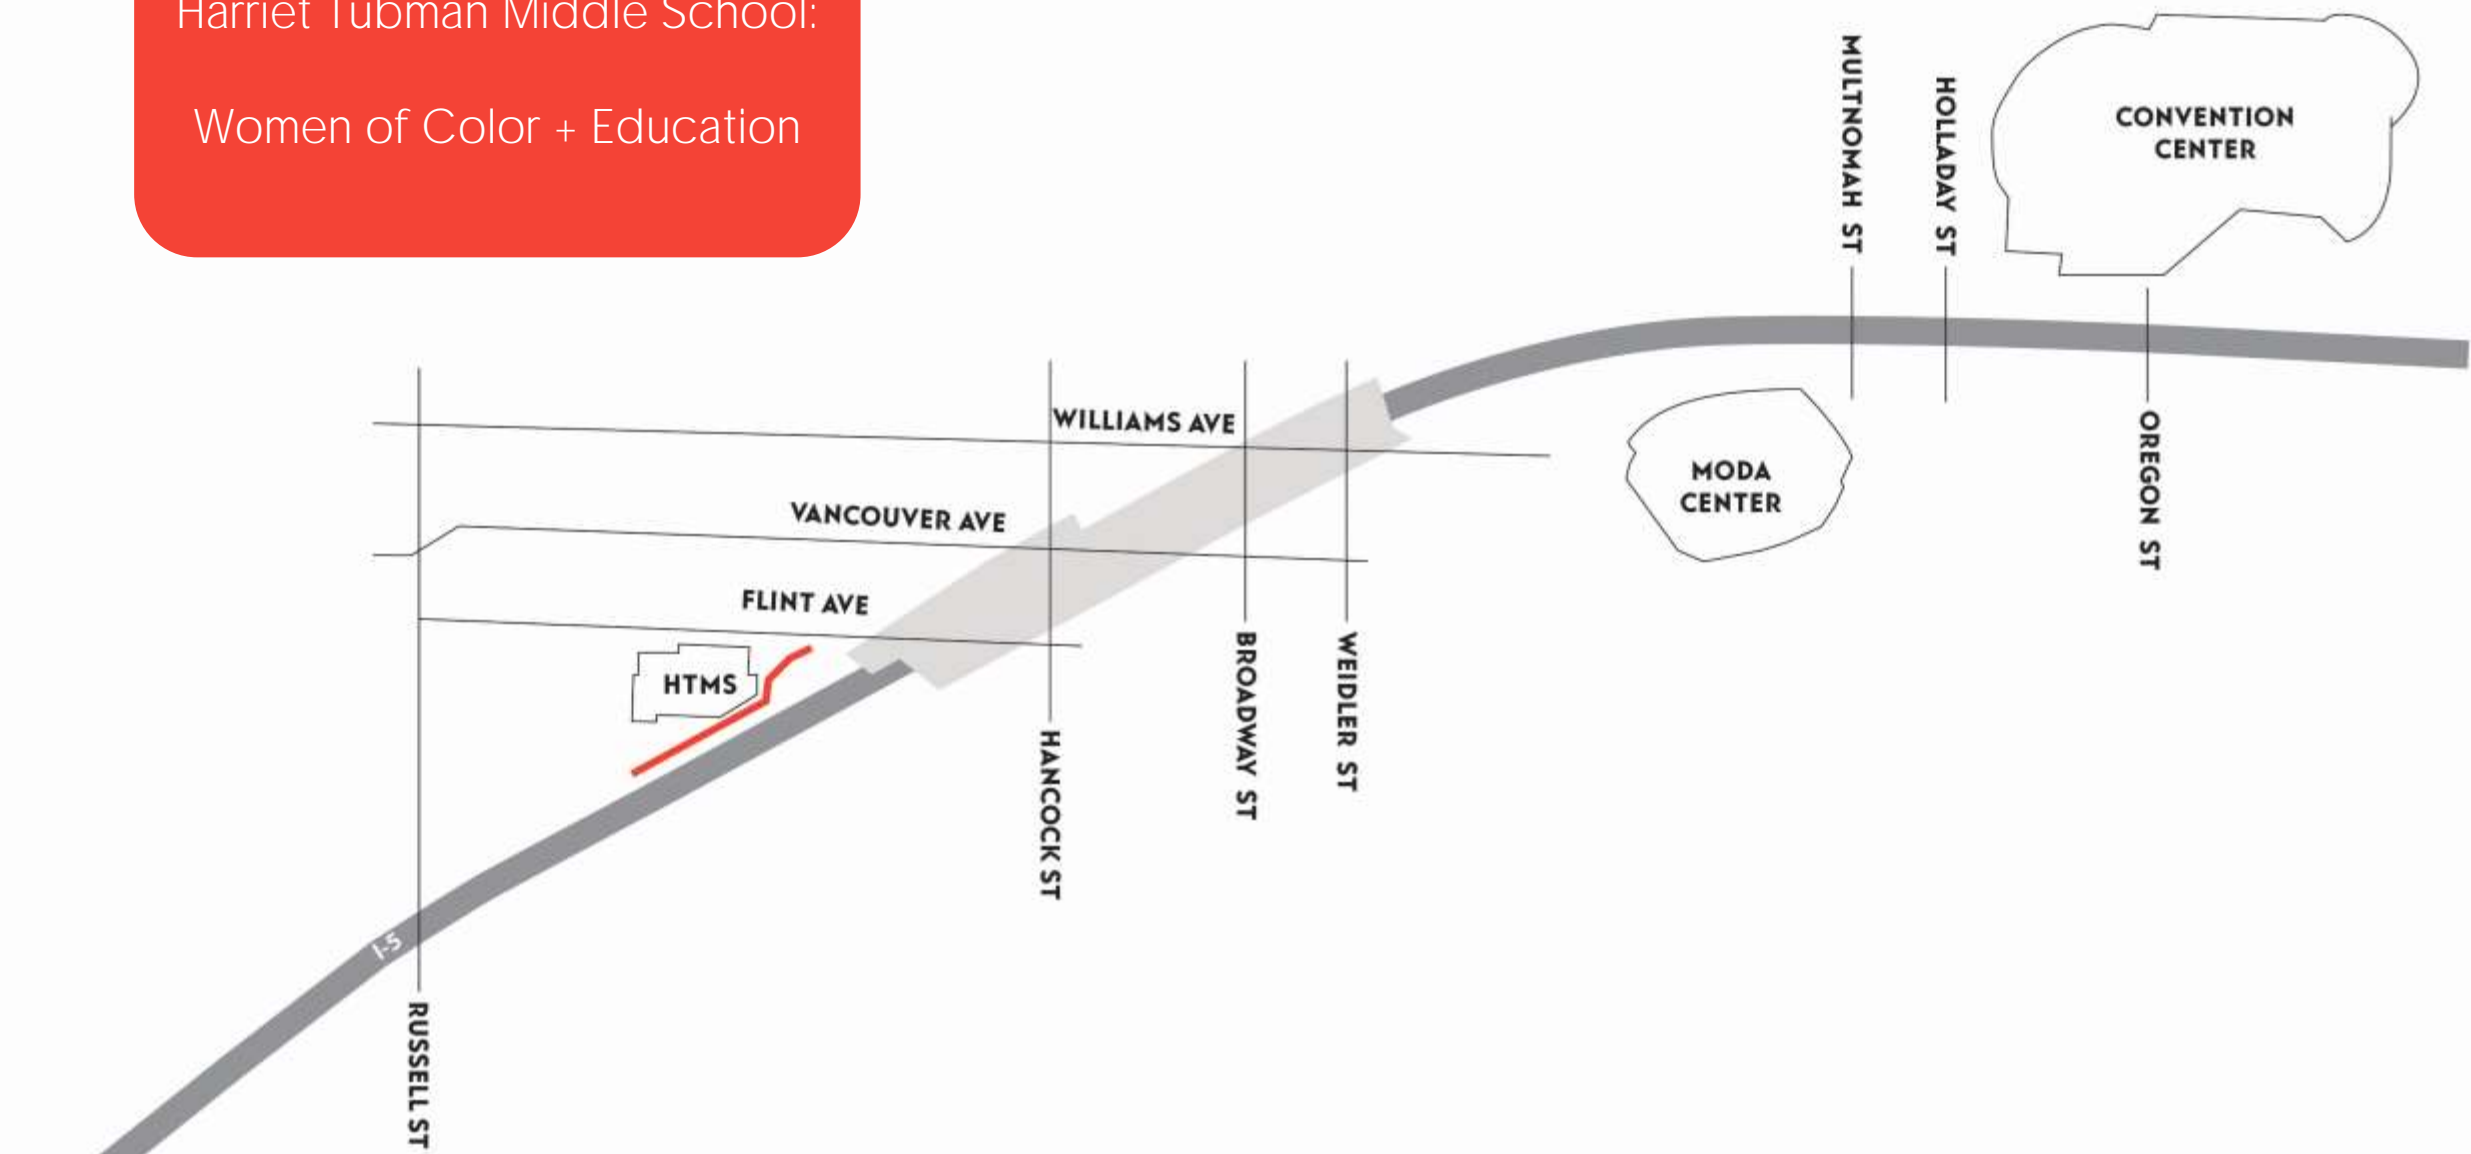 Harriet Tubman Middle School:
Women of Color + Education
MULTNOMAH ST
HOLLADAY ST
CONVENTION
CENTER
WILLIAMS AVE
MODA
CENTER
OREGON ST
VANCOUVER AVE
FLINT AVE
HTMS
BROADWAY ST
WEIDLER ST
HANCOCK ST
I-5
RUSSELL ST